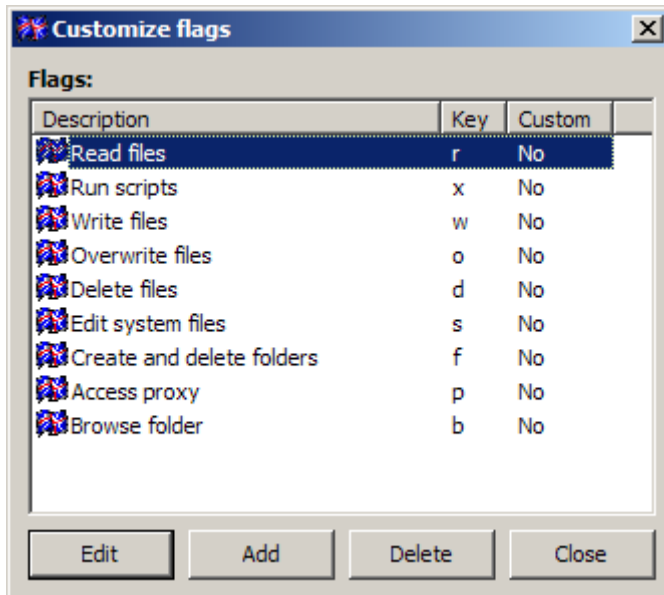 Customize flags
Flags:
Description Key Custom
Read files r No
Run scripts x No
Write files w No
Overwrite files o No
Delete files d No
Edit system files s No
Create and delete folders f No
Access proxy p No
Browse folder b No
Edit Add Delete Close